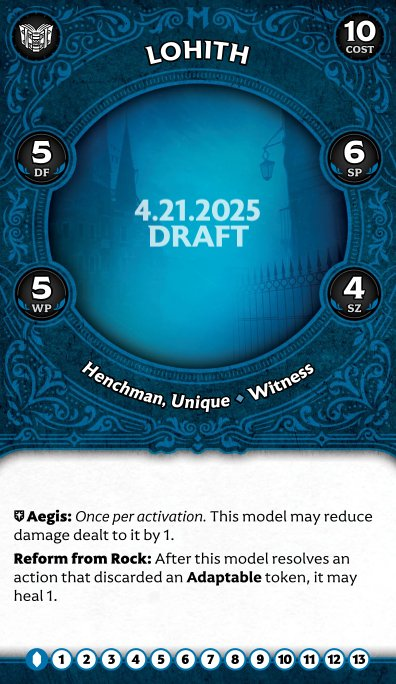 LOHITH
10
COST
5
DF
6
SP
4.21.2025
DRAFT
5
WP
4
SZ
Henchman, Unique ⬥ Witness
Aegis: Once per activation. This model may reduce
damage dealt to it by 1.
Reform from Rock: After this model resolves an
action that discarded an Adaptable token, it may
heal 1.
1 2 3 4 5 6 7 8 9 10 11 12 13